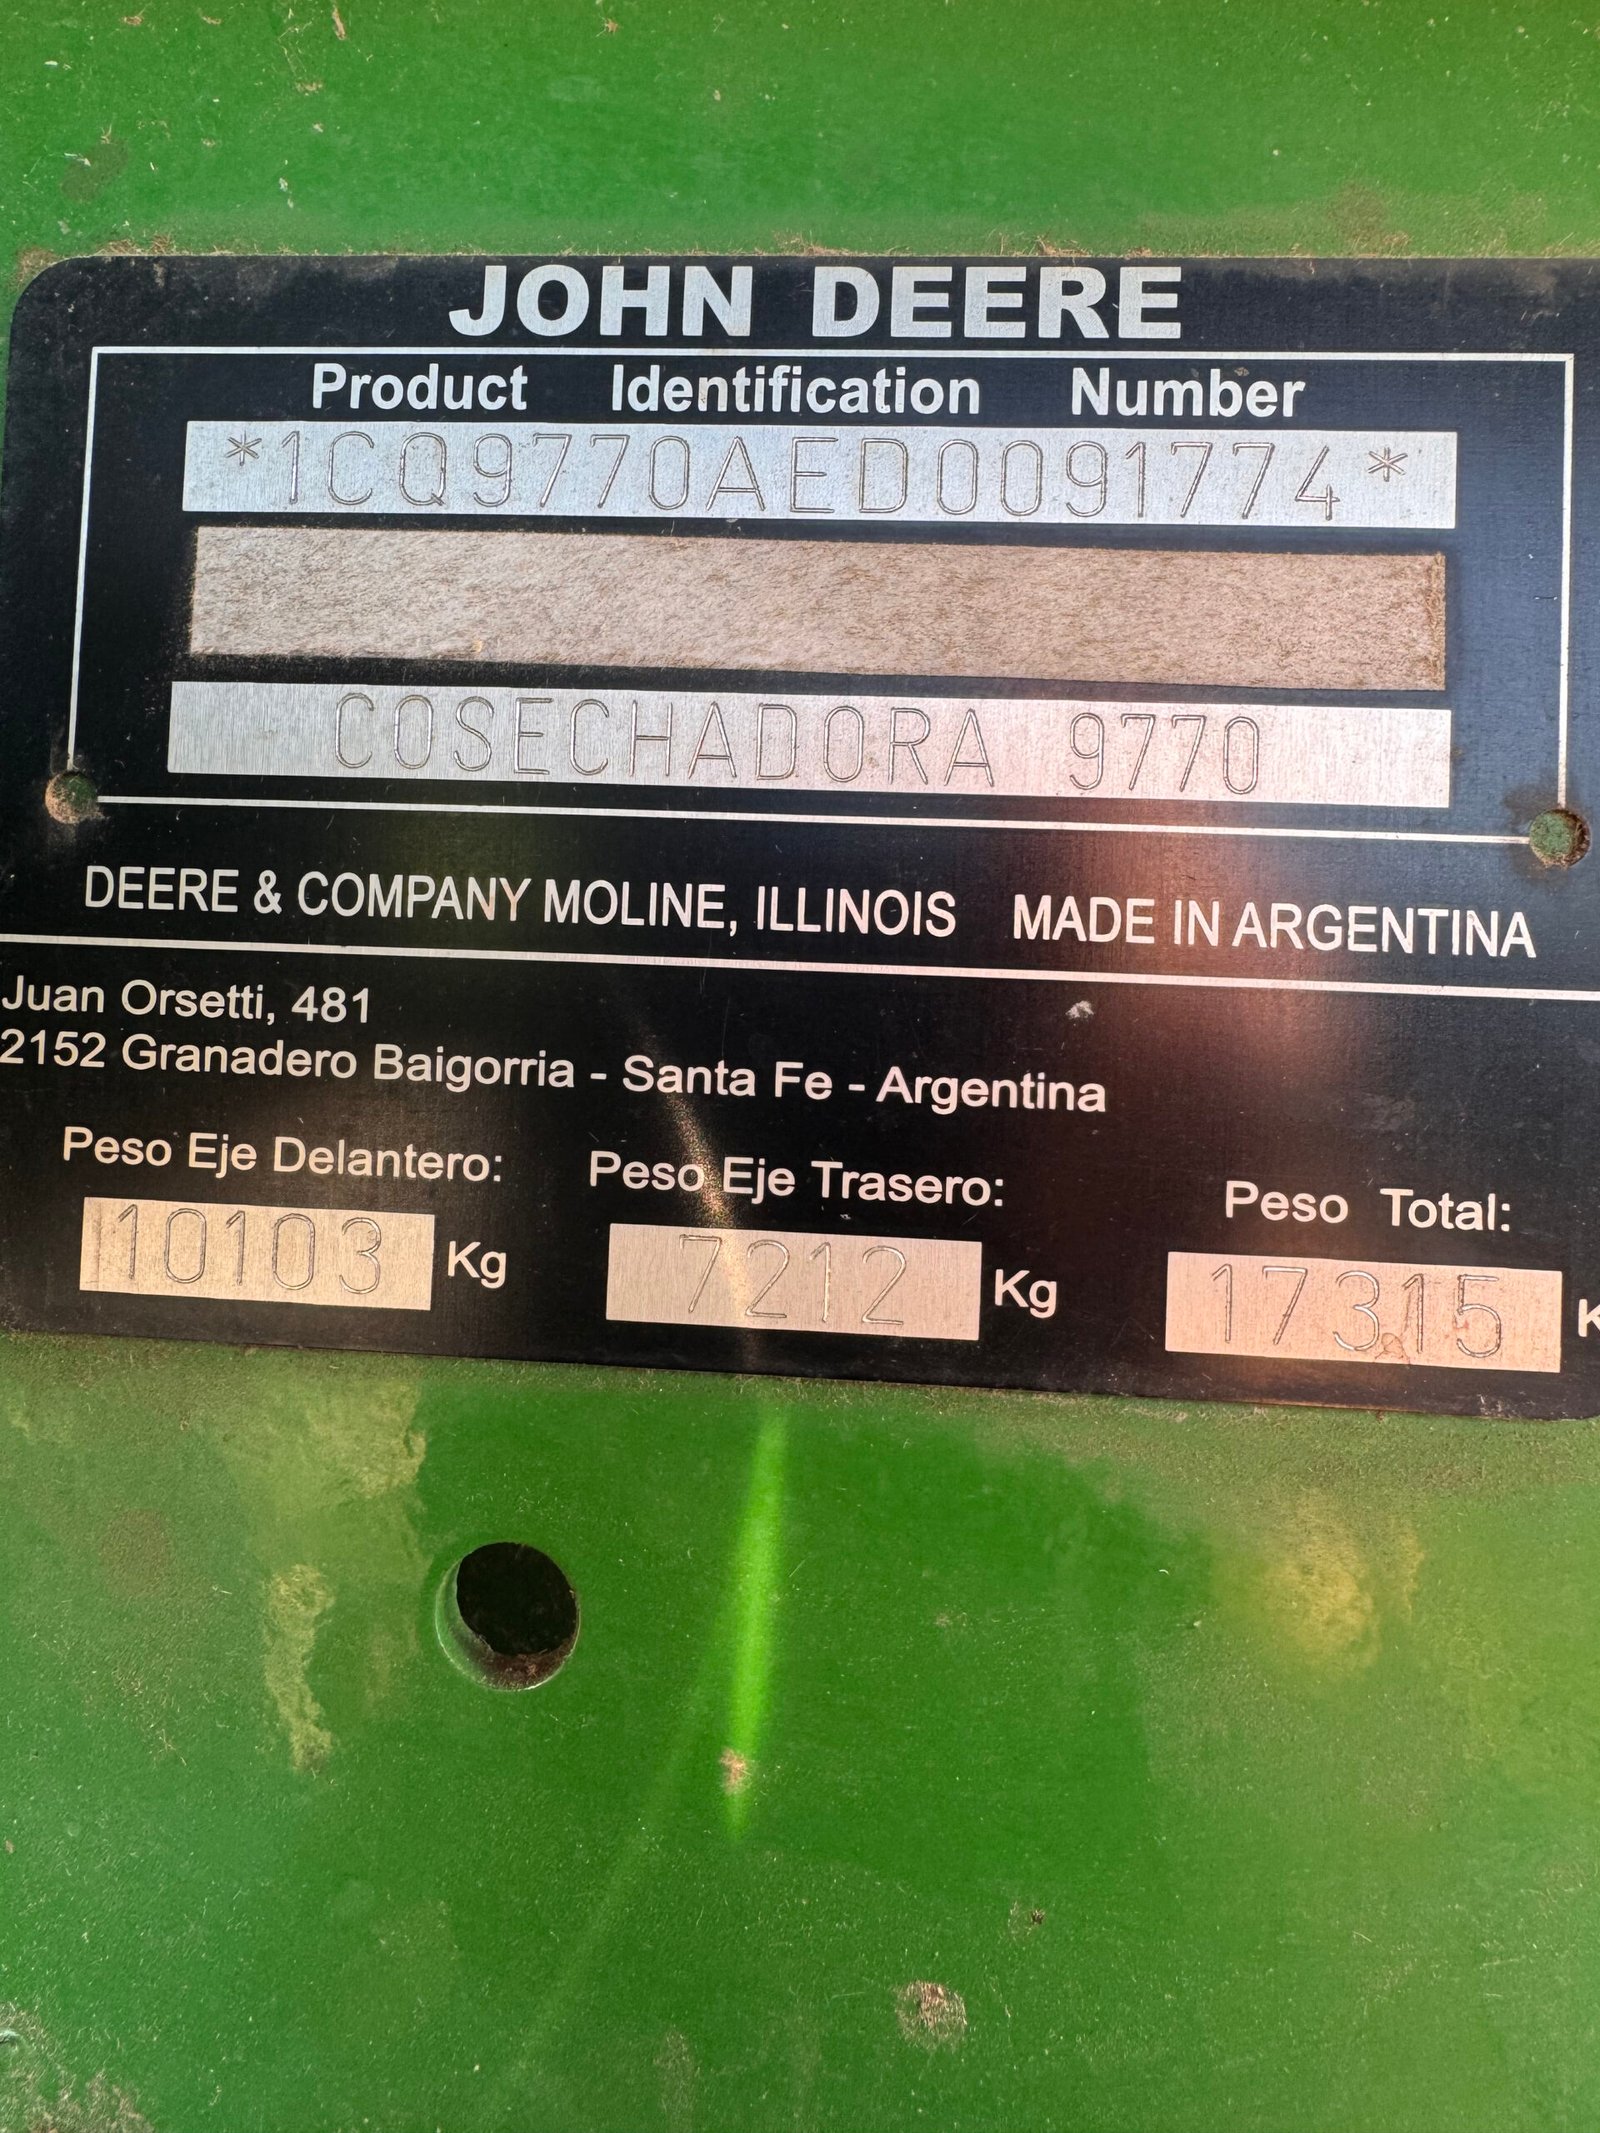 JOHN DEERE
Product Identification Number
*1CQ9770AED0091774*
COSECHADORA 9770
DEERE & COMPANY MOLINE, ILLINOIS MADE IN ARGENTINA
Juan Orsetti, 481
2152 Granadero Baigorria - Santa Fe - Argentina
Peso Eje Delantero: Peso Eje Trasero: Peso Total:
10103 Kg 7212 Kg 17315 K